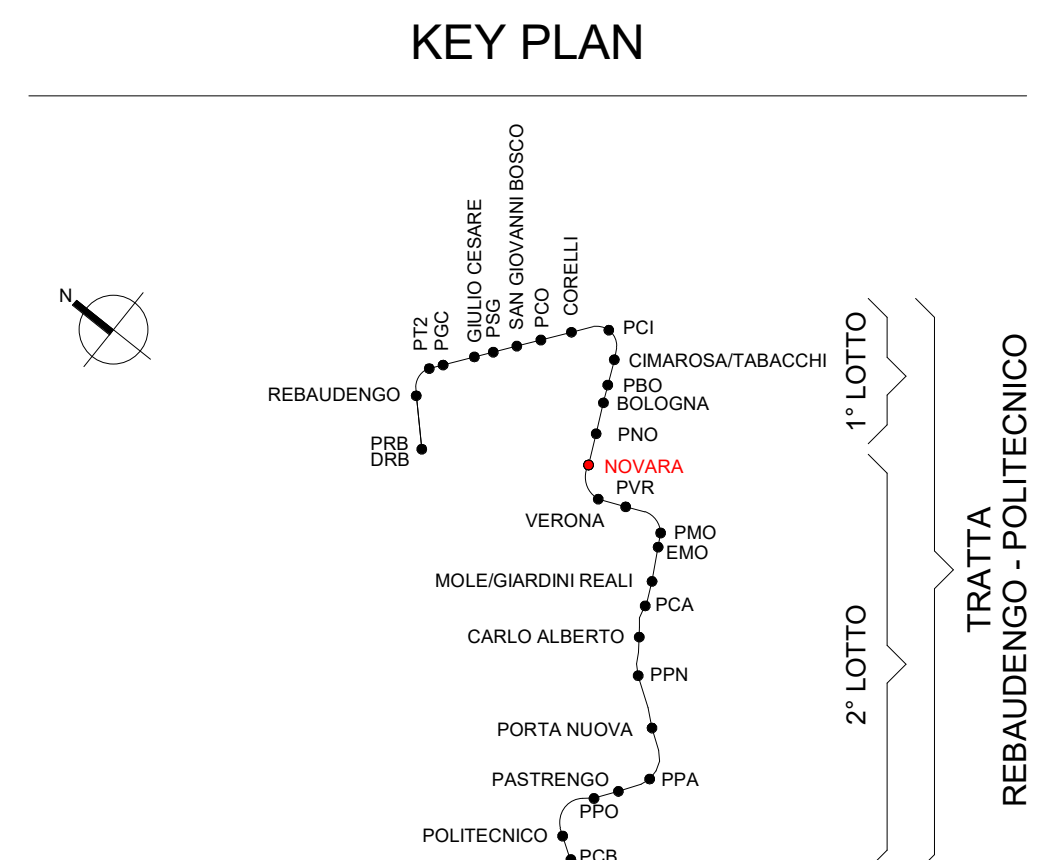 KEY PLAN
N
PT2
PGC
GIULIO CESARE
PSG
SAN GIOVANNI BOSCO
PCO
CORELLI
PCI
CIMAROSA/TABACCHI
REBAUDENGO
PBO
BOLOGNA
PNO
PRB
DRB
NOVARA
PVR
VERONA
PMO
EMO
MOLE/GIARDINI REALI
PCA
CARLO ALBERTO
PPN
PORTA NUOVA
PASTRENGO
PPA
PPO
POLITECNICO
PCB
1° LOTTO
2° LOTTO
TRATTA
REBAUDENGO - POLITECNICO